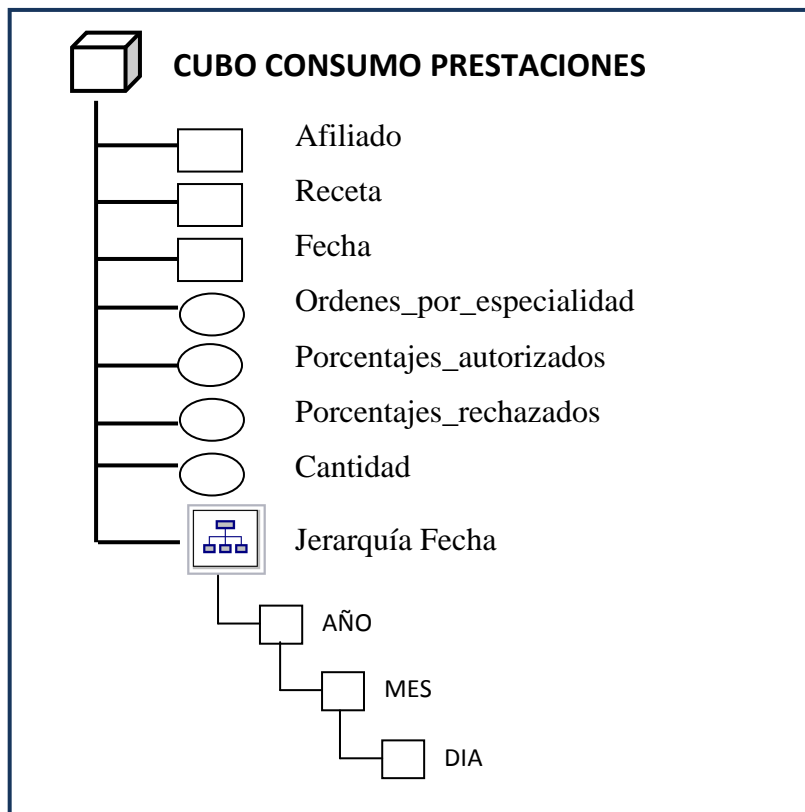 CUBO CONSUMO PRESTACIONES
Afiliado
Receta
Fecha
Ordenes_por_especialidad
Porcentajes_autorizados
Porcentajes_rechazados
Cantidad
Jerarquía Fecha
AÑO
MES
DIA